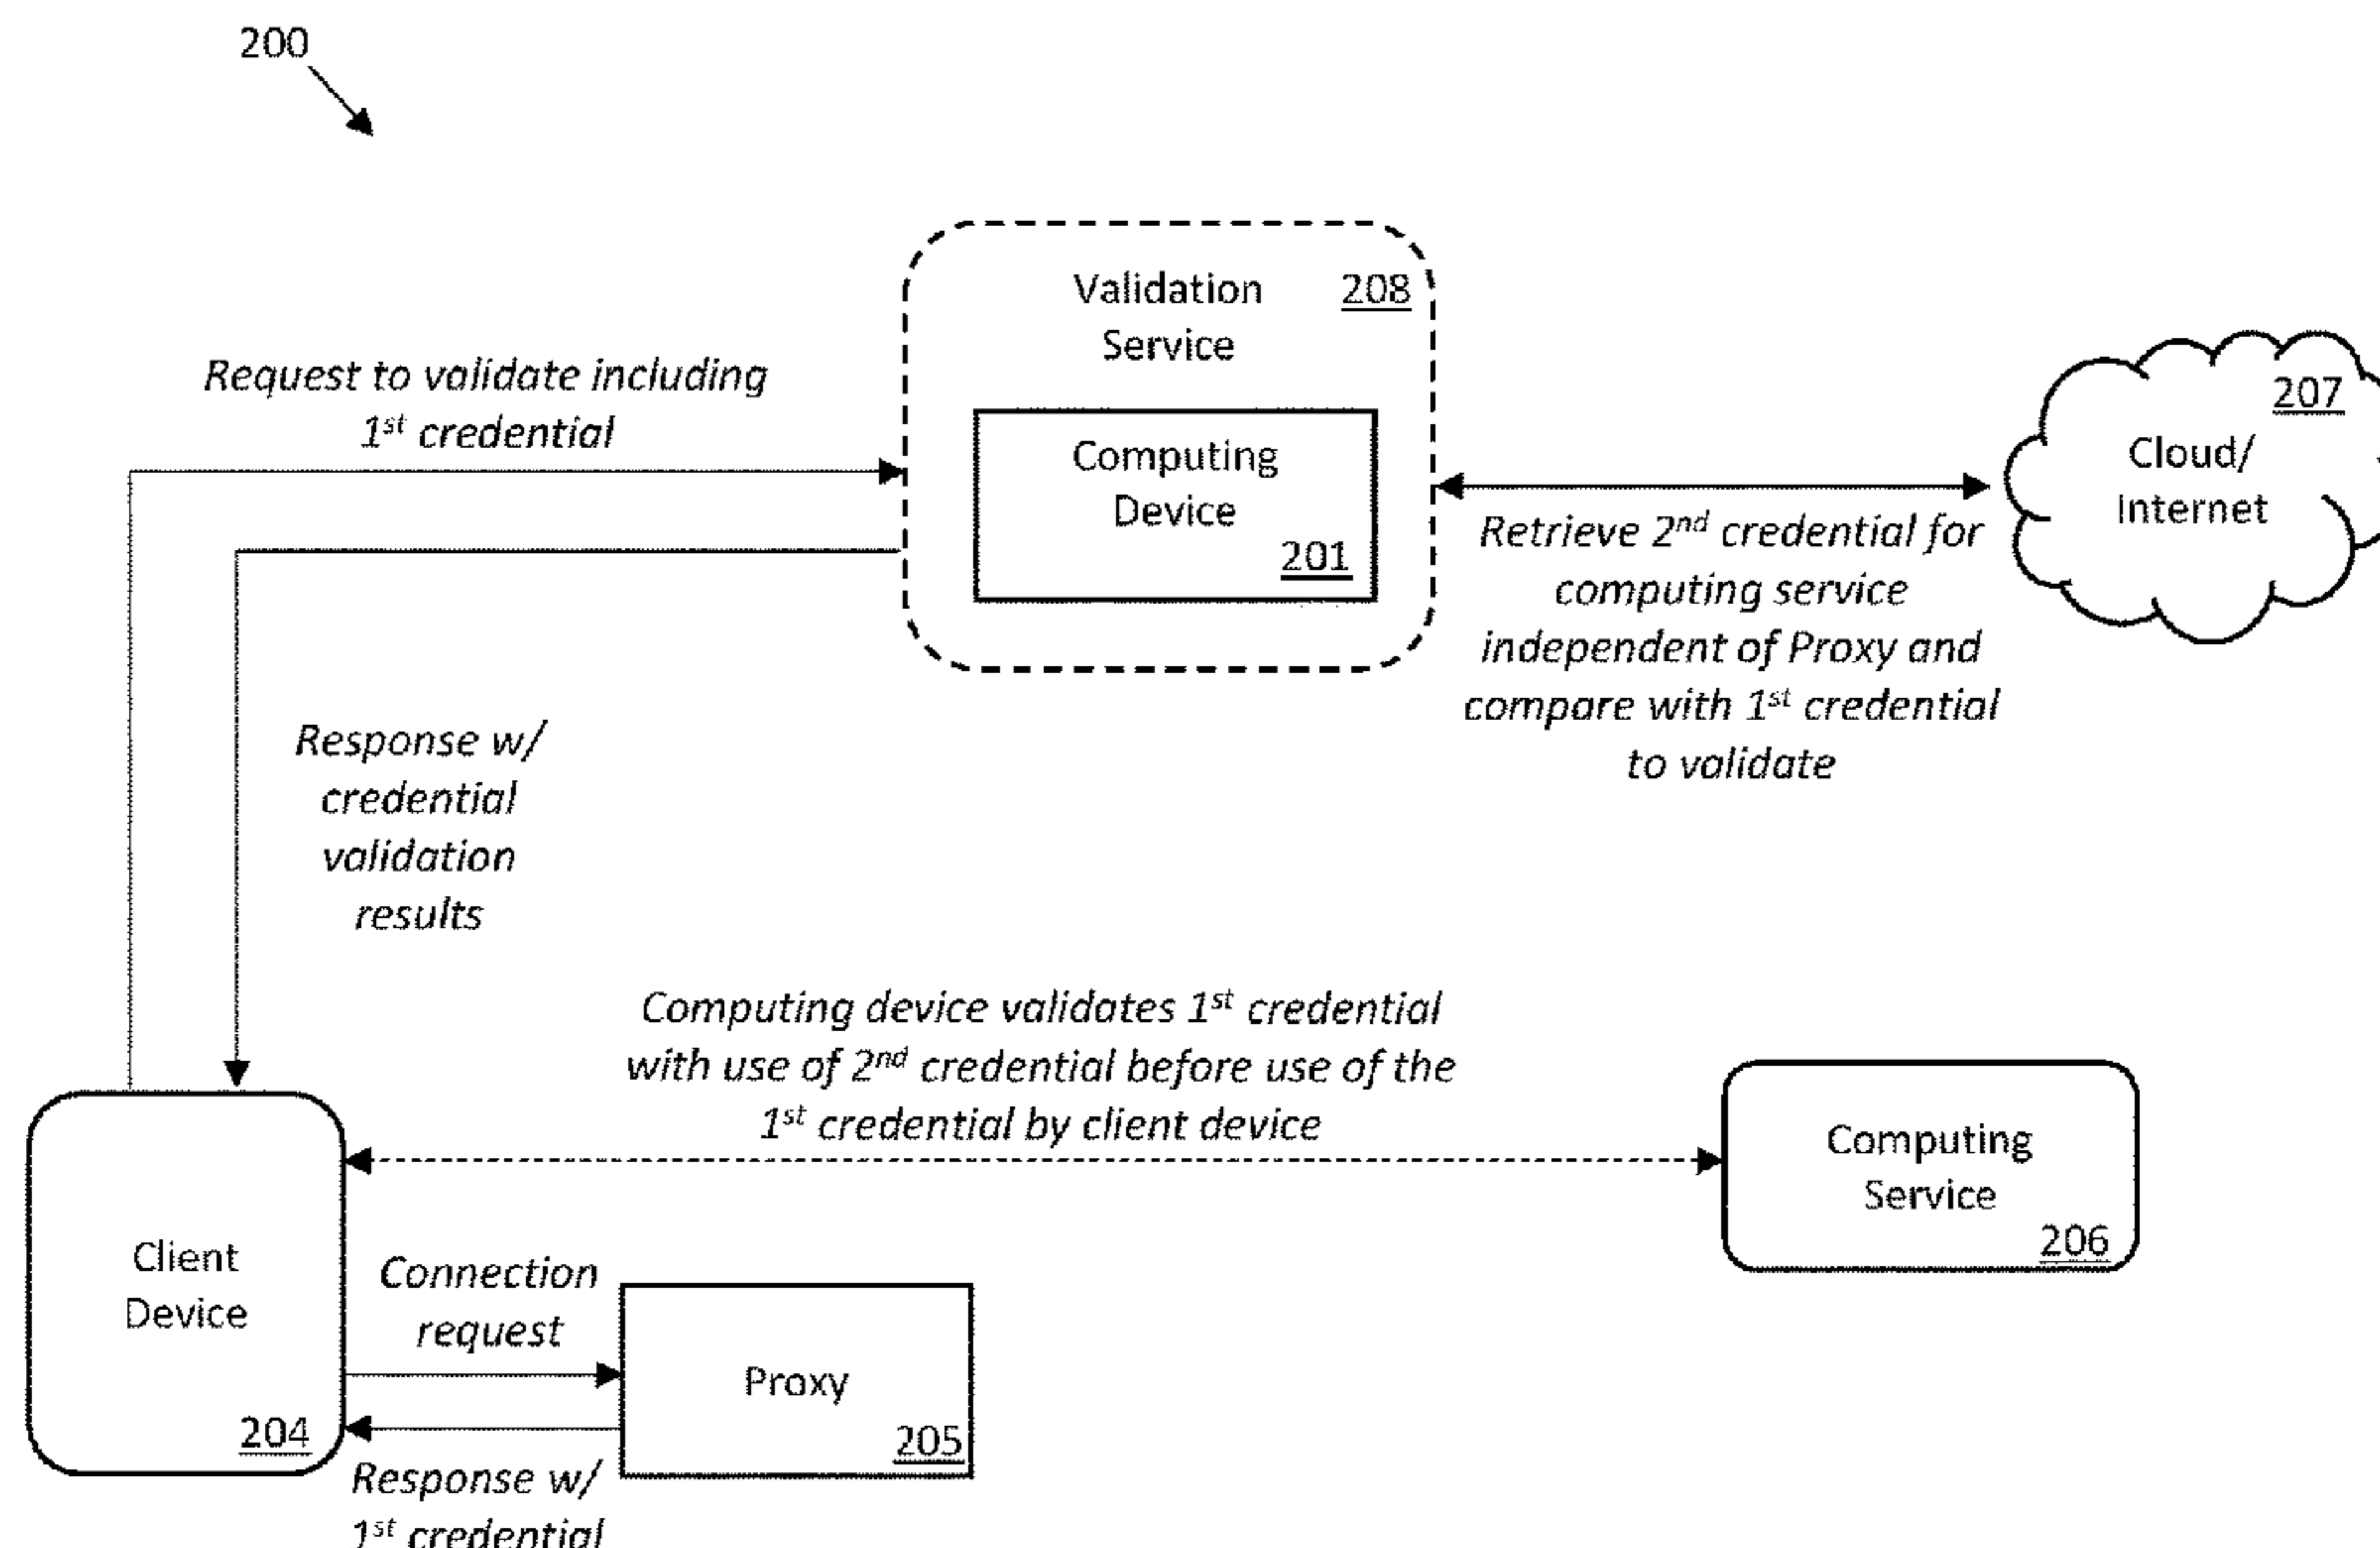 200
Validation 208
Service
Request to validate including
1st credential
Computing
Device
201
207
Cloud/
Internet
Retrieve 2nd credential for
computing service
independent of Proxy and
compare with 1st credential
to validate
Response w/
credential
validation
results
Computing device validates 1st credential
with use of 2nd credential before use of the
1st credential by client device
Computing
Service
206
Client
Device
204
Connection
request
Proxy
205
Response w/
1st credential